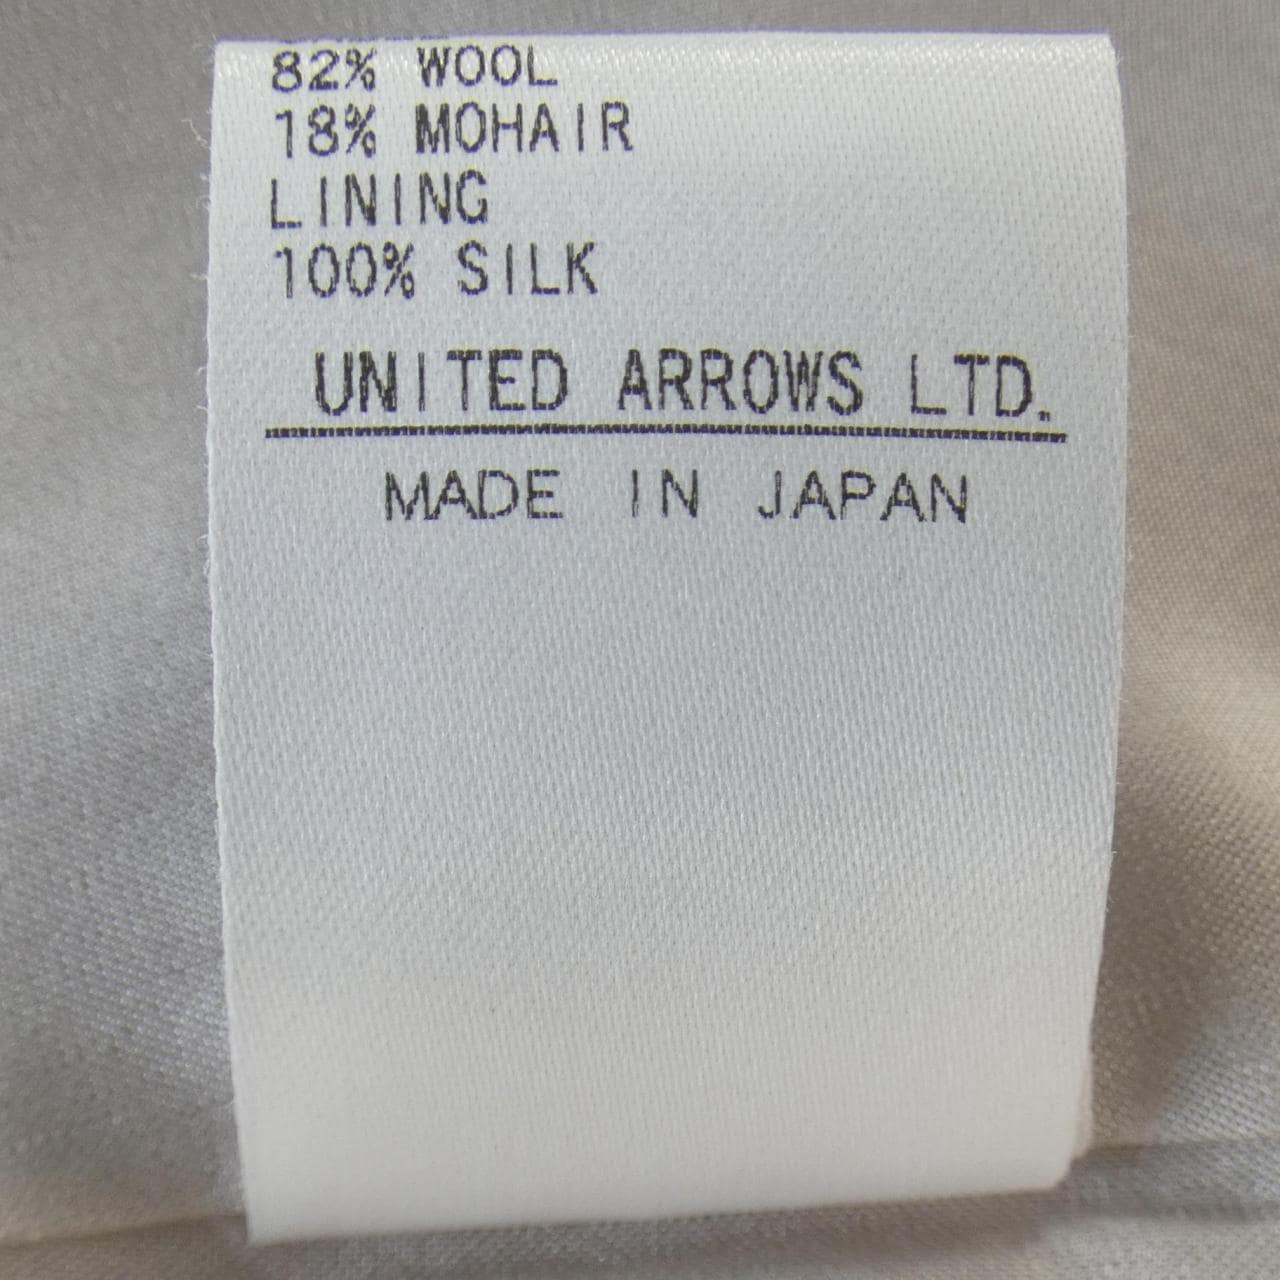 82% WOOL
18% MOHAIR
LINING
100% SILK
UNITED ARROWS LTD.
MADE IN JAPAN